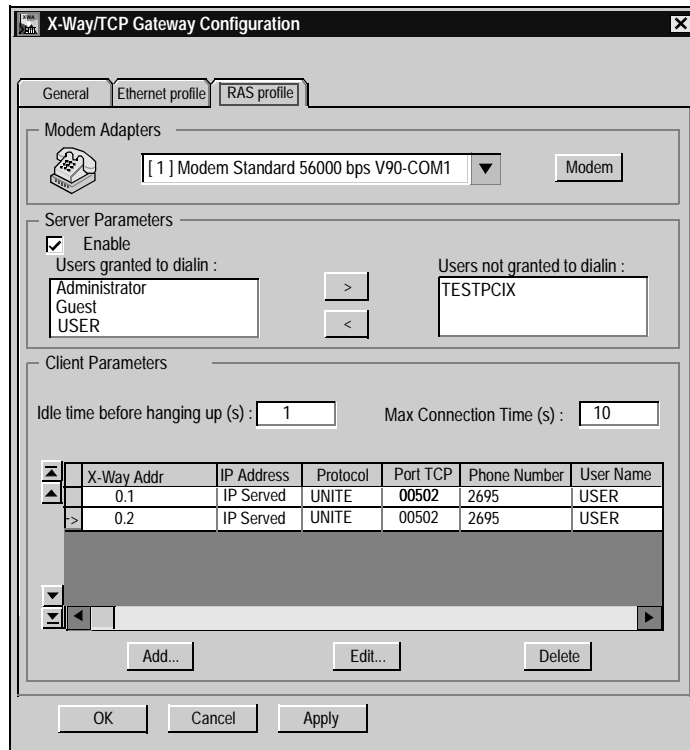 X-Way/TCP Gateway Configuration
General Ethernet profile RAS profile
Modem Adapters
[ 1 ] Modem Standard 56000 bps V90-COM1 Modem
Server Parameters
Enable
Users granted to dialin : Users not granted to dialin :
Administrator > TESTPCIX
Guest
USER <
Client Parameters
Idle time before hanging up (s) : 1 Max Connection Time (s) : 10
X-Way Addr IP Address Protocol Port TCP Phone Number User Name
0.1 IP Served UNITE 00502 2695 USER
-> 0.2 IP Served UNITE 00502 2695 USER
Add... Edit... Delete
OK Cancel Apply